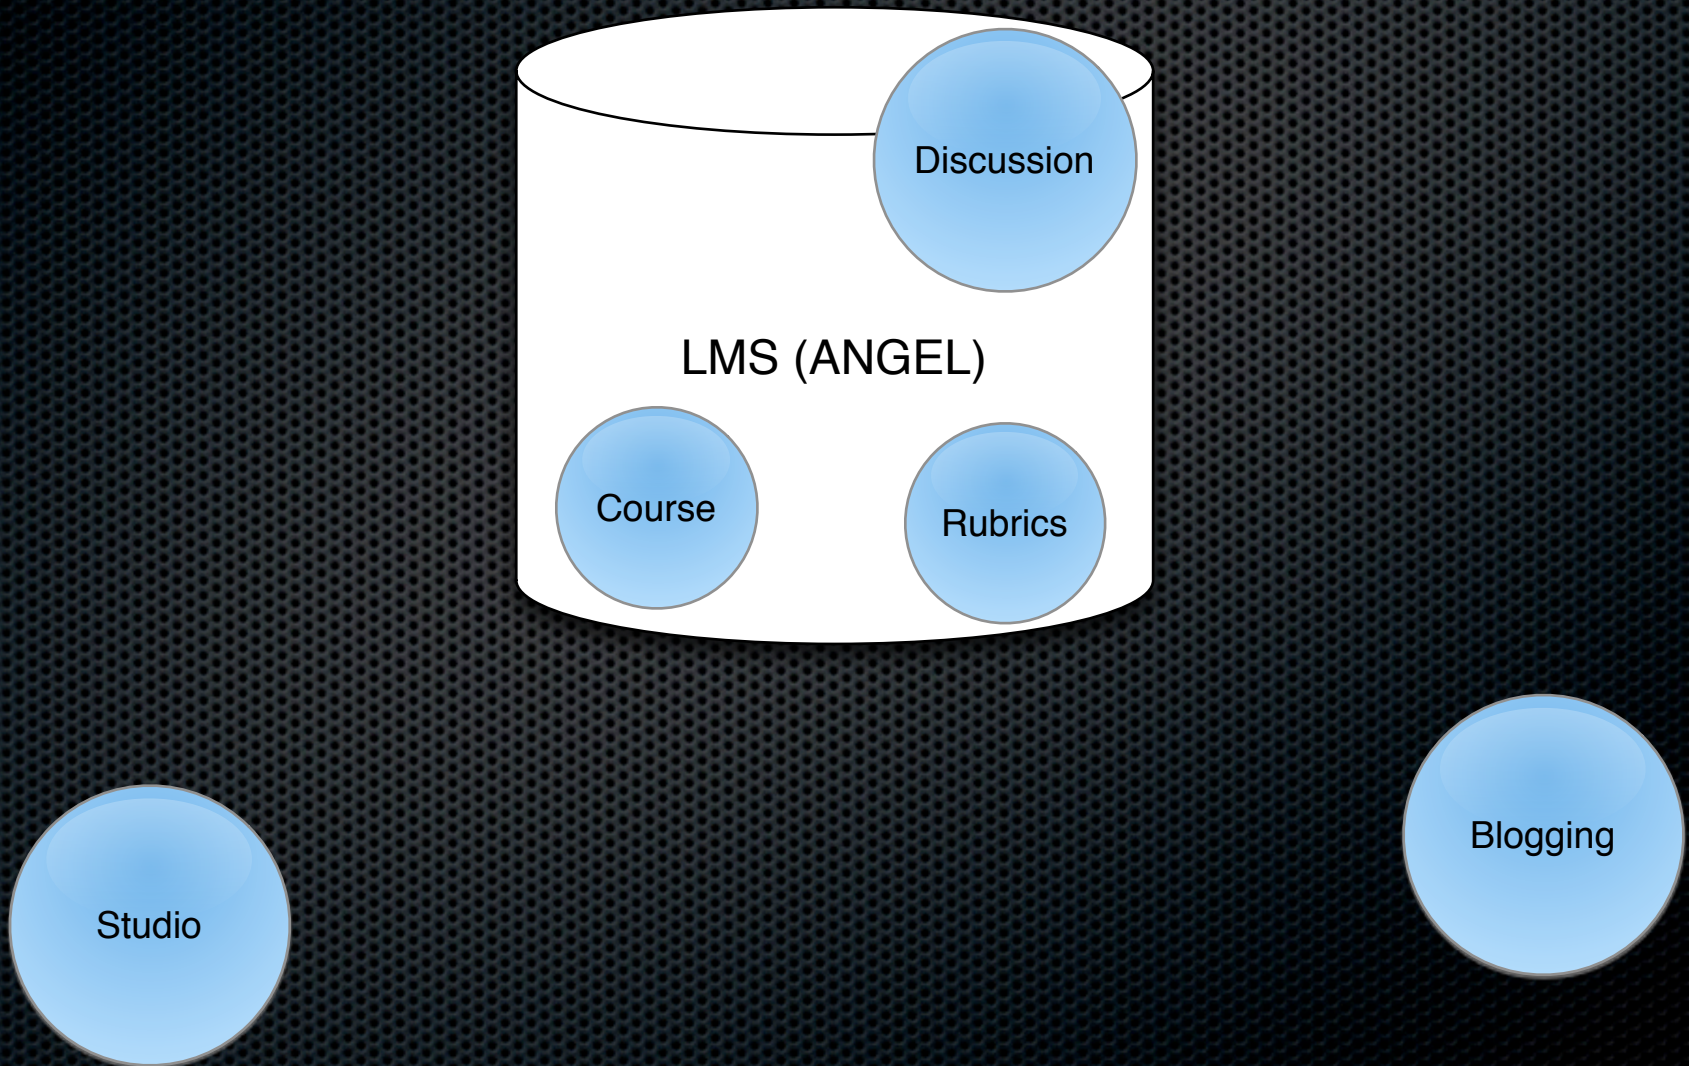 Discussion
LMS (ANGEL)
Course
Rubrics
Blogging
Studio